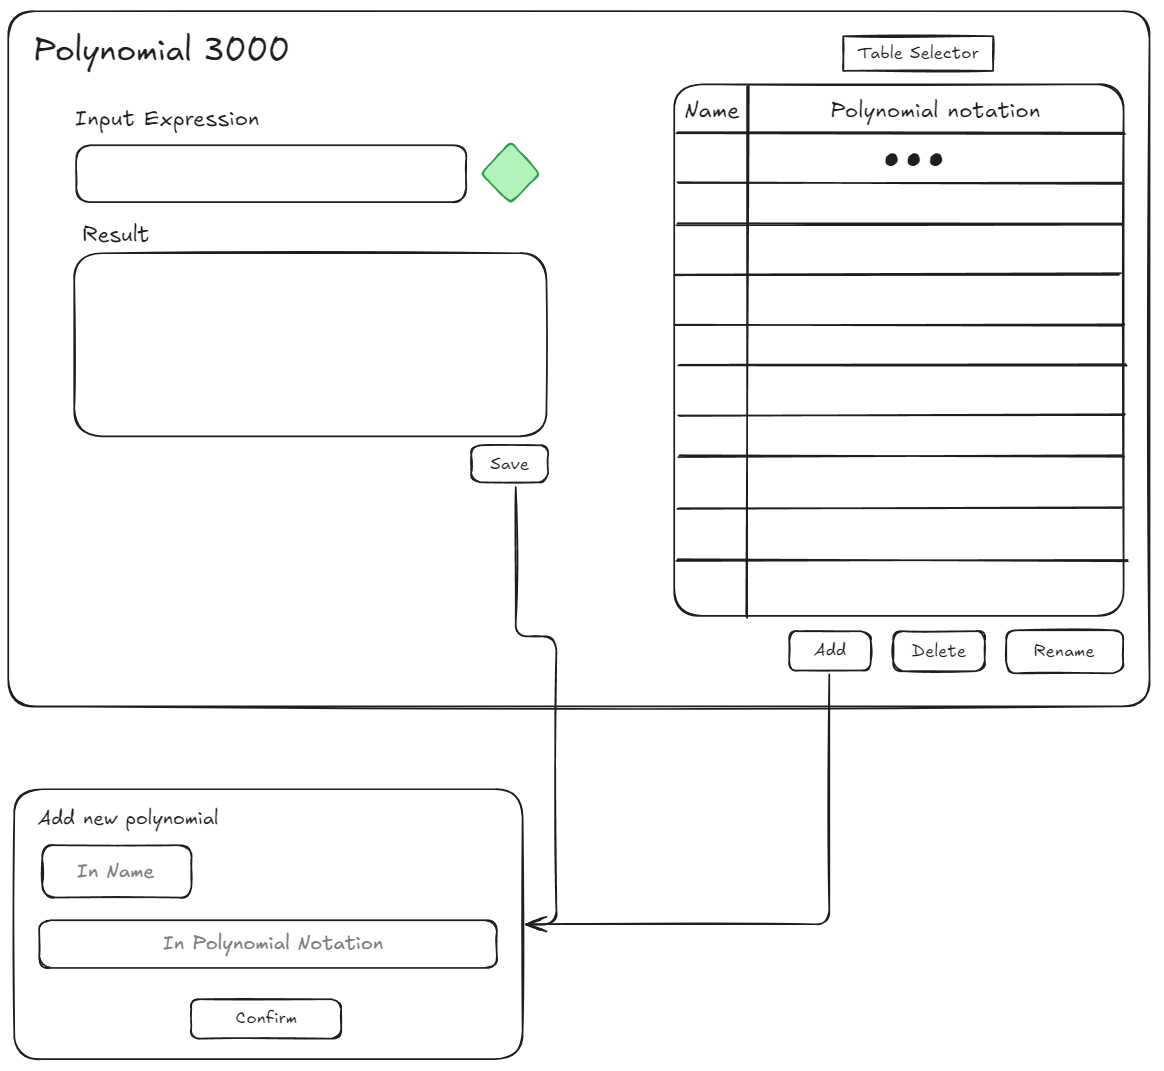 Polynomial 3000
Table Selector
Input Expression
Name
Polynomial notation
Result
Save
Add
Delete
Rename
Add new polynomial
In Name
In Polynomial Notation
Confirm